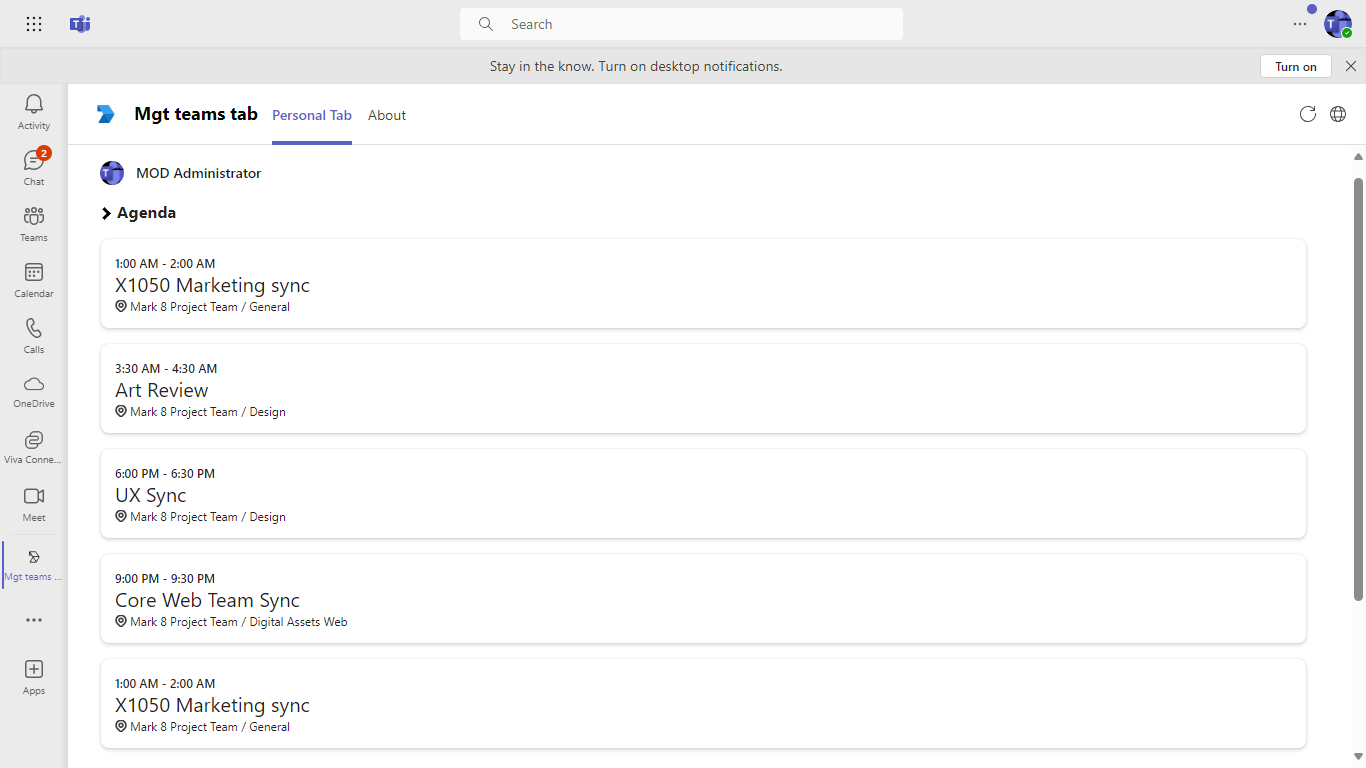 Search
Stay in the know. Turn on desktop notifications.
Turn on
Activity
2
Chat
Teams
Calendar
Calls
OneDrive
Viva Conne...
Meet
Mgt teams ...
Apps
Mgt teams tab
Personal Tab
About
MOD Administrator
Agenda
1:00 AM - 2:00 AM
X1050 Marketing sync
Mark 8 Project Team / General
3:30 AM - 4:30 AM
Art Review
Mark 8 Project Team / Design
6:00 PM - 6:30 PM
UX Sync
Mark 8 Project Team / Design
9:00 PM - 9:30 PM
Core Web Team Sync
Mark 8 Project Team / Digital Assets Web
1:00 AM - 2:00 AM
X1050 Marketing sync
Mark 8 Project Team / General